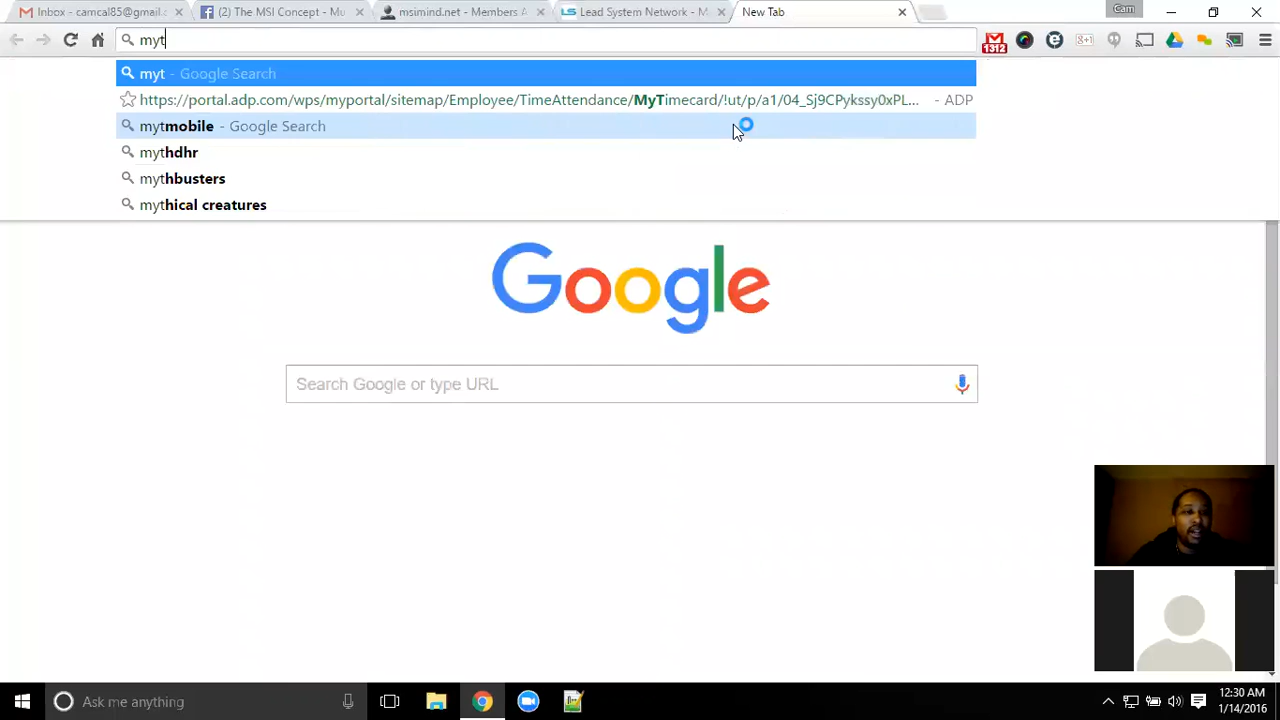 Inbox - camcal85@gmail.c
(2) The MSI Concept - Mu
msimind.net - Members A
Lead System Network - M
New Tab
Cam
myt
1312
myt - Google Search
https://portal.adp.com/wps/myportal/sitemap/Employee/TimeAttendance/MyTimecard/!ut/p/a1/04_Sj9CPykssy0xPL... - ADP
mytmobile - Google Search
mythdhr
mythbusters
mythical creatures
Google
Search Google or type URL
Ask me anything
12:30 AM
1/14/2016